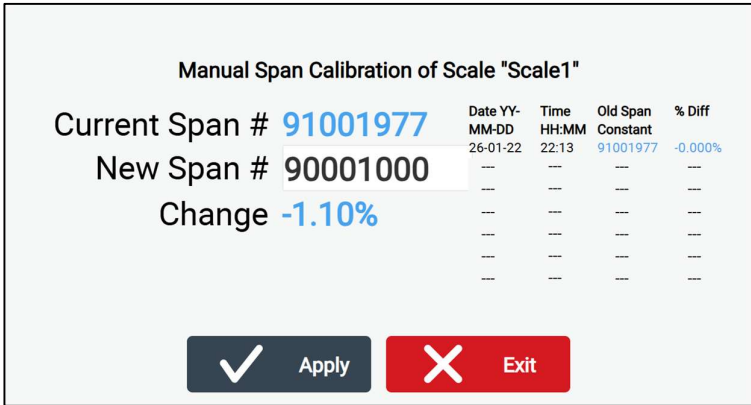 Manual Span Calibration of Scale "Scale1"
Current Span # 91001977
New Span # 90001000
Change -1.10%
Date YY-MM-DD Time HH:MM Old Span Constant % Diff
26-01-22 22:13 91001977 -0.000%
--- --- --- ---
--- --- --- ---
--- --- --- ---
--- --- --- ---
--- --- --- ---
--- --- --- ---
Apply Exit